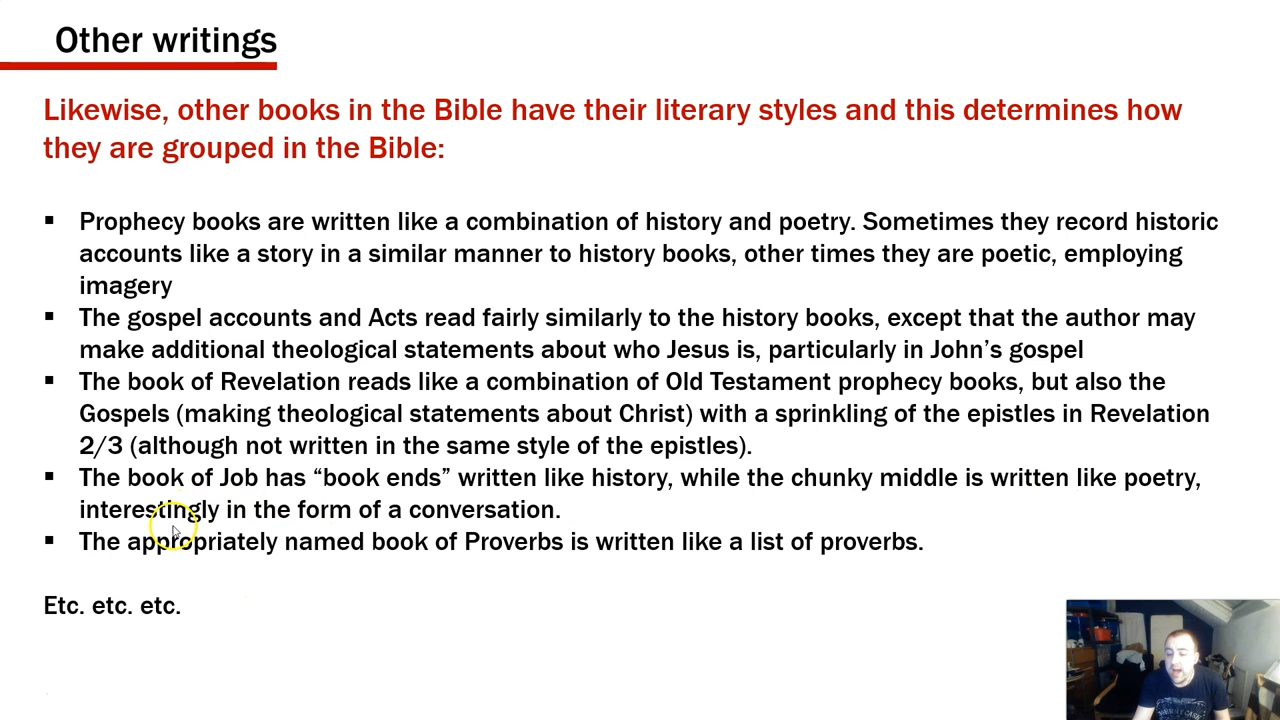 Other writings
Likewise, other books in the Bible have their literary styles and this determines how
they are grouped in the Bible:
▪ Prophecy books are written like a combination of history and poetry. Sometimes they record historic
accounts like a story in a similar manner to history books, other times they are poetic, employing
imagery
▪ The gospel accounts and Acts read fairly similarly to the history books, except that the author may
make additional theological statements about who Jesus is, particularly in John’s gospel
▪ The book of Revelation reads like a combination of Old Testament prophecy books, but also the
Gospels (making theological statements about Christ) with a sprinkling of the epistles in Revelation
2/3 (although not written in the same style of the epistles).
▪ The book of Job has “book ends” written like history, while the chunky middle is written like poetry,
interestingly in the form of a conversation.
▪ The appropriately named book of Proverbs is written like a list of proverbs.
Etc. etc. etc.